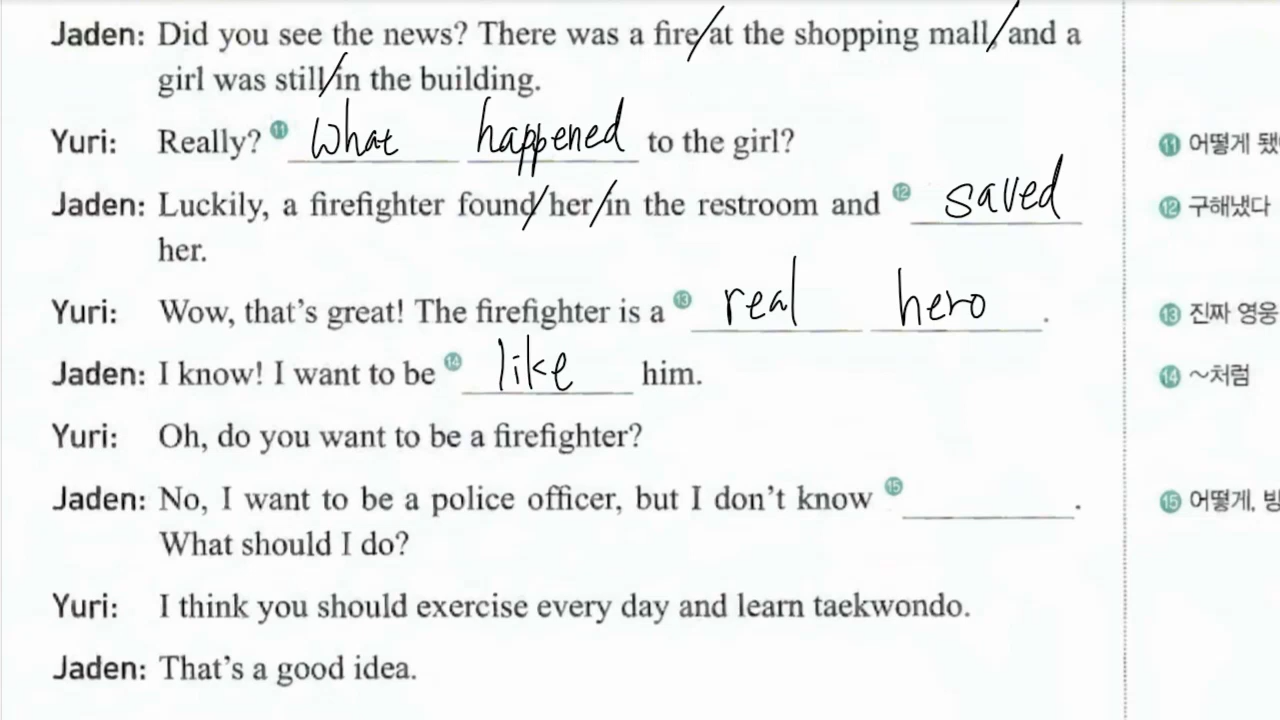 Jaden: Did you see the news? There was a fire/at the shopping mall,/and a
girl was still/in the building.
Yuri: Really? ⑪ What happened to the girl? ⑪ 어떻게 됐
Jaden: Luckily, a firefighter found/her/in the restroom and ⑫ saved ⑫ 구해냈다
her.
Yuri: Wow, that's great! The firefighter is a ⑬ real hero. ⑬ 진짜 영웅
Jaden: I know! I want to be ⑭ like him. ⑭ ~처럼
Yuri: Oh, do you want to be a firefighter?
Jaden: No, I want to be a police officer, but I don't know ⑮ ____. ⑮ 어떻게,
What should I do?
Yuri: I think you should exercise every day and learn taekwondo.
Jaden: That's a good idea.